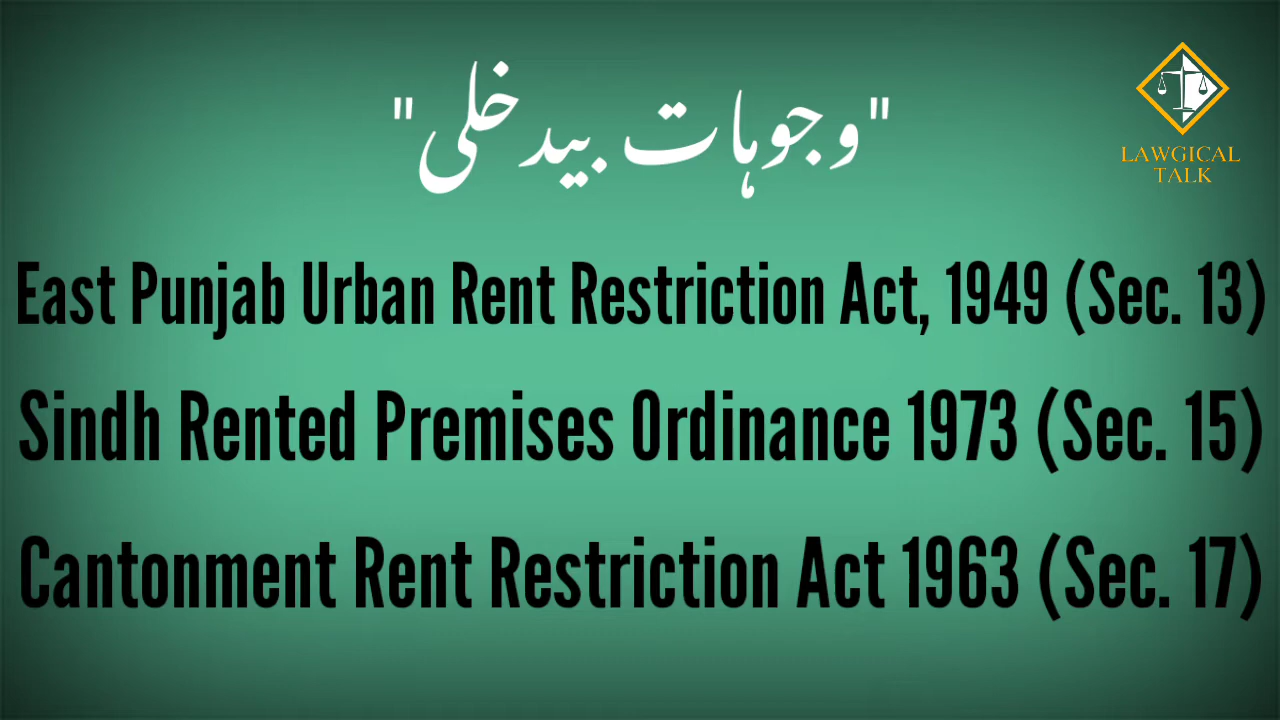 "وجوہات بیدخلی"
LAWGICAL
TALK
East Punjab Urban Rent Restriction Act, 1949 (Sec. 13)
Sindh Rented Premises Ordinance 1973 (Sec. 15)
Cantonment Rent Restriction Act 1963 (Sec. 17)